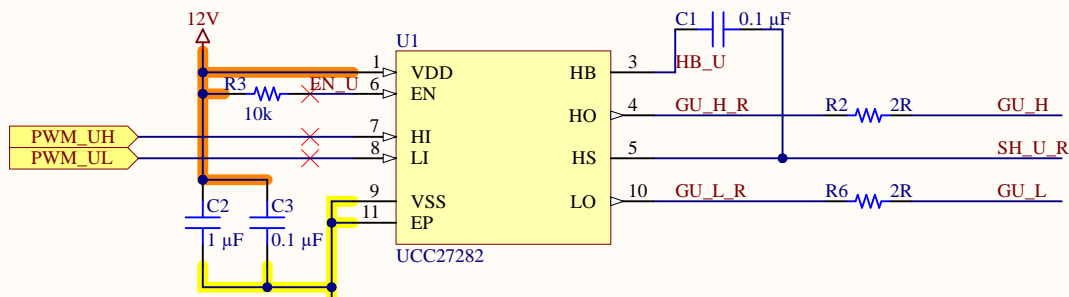 12V
C1 0.1 µF
U1
1 VDD HB 3 HB_U
R3 EN_U 6 EN
10k
HO 4 GU_H_R R2 2R GU_H
PWM_UH 7 HI
PWM_UL 8 LI HS 5 SH_U_R
C2 C3 9 VSS LO 10 GU_L_R R6 2R GU_L
11 EP
1 µF 0.1 µF
UCC27282